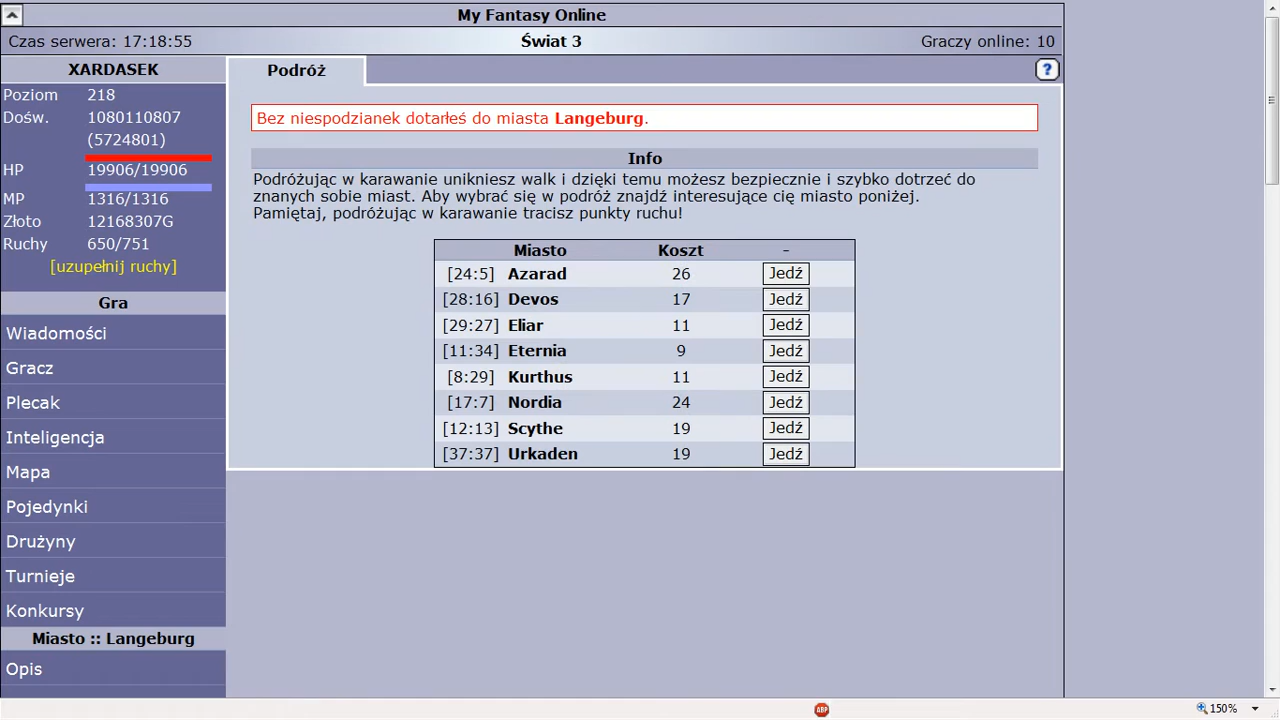 My Fantasy Online
Czas serwera: 17:18:55
Świat 3
Graczy online: 10
XARDASEK
Poziom 218
Dośw. 1080110807
(5724801)
HP 19906/19906
MP 1316/1316
Złoto 12168307G
Ruchy 650/751
[uzupełnij ruchy]
Gra
Wiadomości
Gracz
Plecak
Inteligencja
Mapa
Pojedynki
Drużyny
Turnieje
Konkursy
Miasto :: Langeburg
Opis
Podróż
?
Bez niespodzianek dotarłeś do miasta Langeburg.
Info
Podróżując w karawanie unikniesz walk i dzięki temu możesz bezpiecznie i szybko dotrzeć do
znanych sobie miast. Aby wybrać się w podróż znajdź interesujące cię miasto poniżej.
Pamiętaj, podróżując w karawanie tracisz punkty ruchu!
Miasto Koszt -
[24:5] Azarad 26 Jedź
[28:16] Devos 17 Jedź
[29:27] Eliar 11 Jedź
[11:34] Eternia 9 Jedź
[8:29] Kurthus 11 Jedź
[17:7] Nordia 24 Jedź
[12:13] Scythe 19 Jedź
[37:37] Urkaden 19 Jedź
ABP
150%